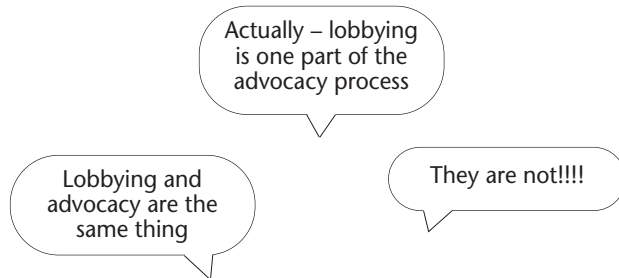 Actually – lobbying
is one part of the
advocacy process
Lobbying and
advocacy are the
same thing
They are not!!!!